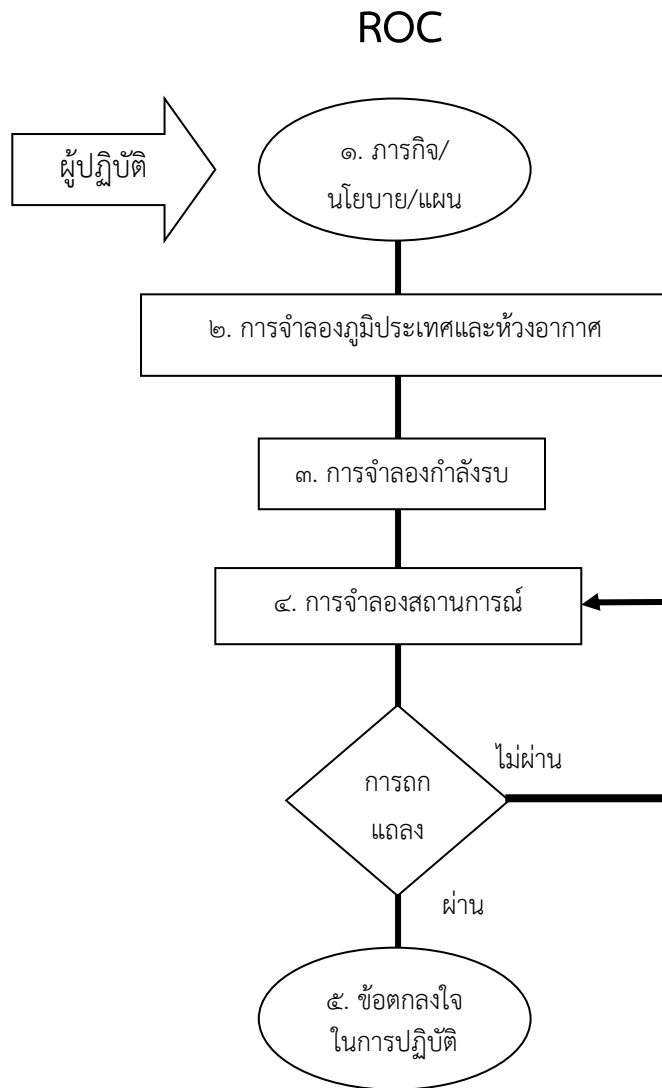 ROC
ผู้ปฏิบัติ
๑. ภารกิจ/
นโยบาย/แผน
๒. การจำลองภูมิประเทศและห้วงอากาศ
๓. การจำลองกำลังรบ
๔. การจำลองสถานการณ์
การถก
แถลง
ไม่ผ่าน
ผ่าน
๕. ข้อตกลงใจ
ในการปฏิบัติ